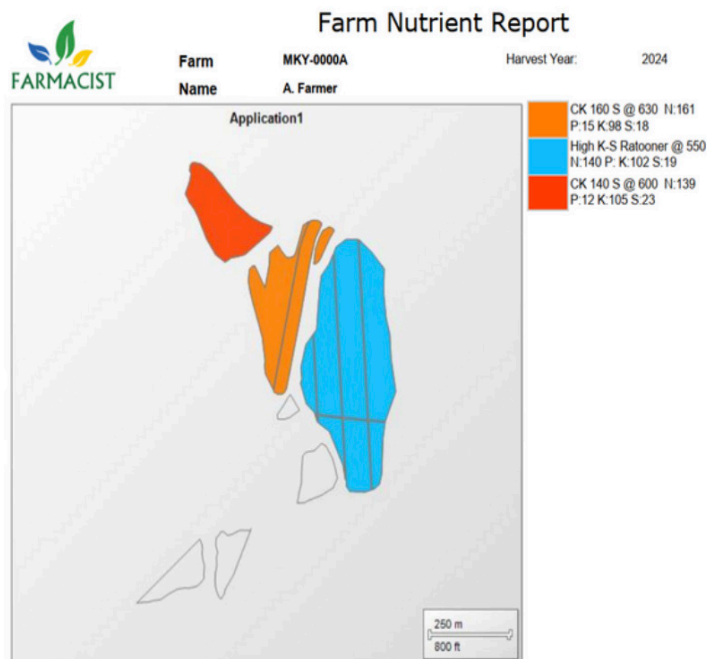 Farm Nutrient Report
FARMACIST
Farm MKY-0000A Harvest Year: 2024
Name A. Farmer
Application1
CK 160 S @ 630 N:161
P:15 K:98 S:18
High K-S Ratooner @ 550
N:140 P: K:102 S:19
CK 140 S @ 600 N:139
P:12 K:105 S:23
250 m
800 ft